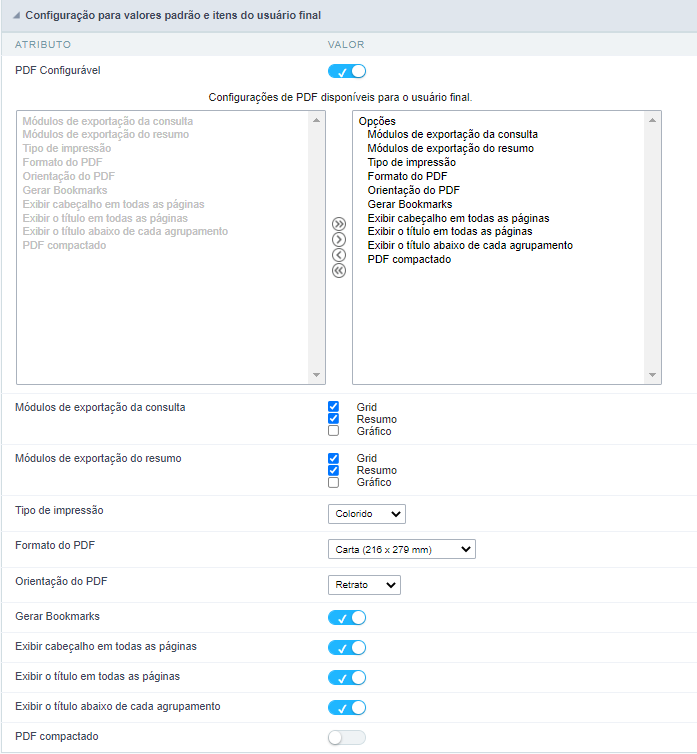 Configuração para valores padrão e itens do usuário final
ATRIBUTO VALOR
PDF Configurável
Configurações de PDF disponíveis para o usuário final.
Módulos de exportação da consulta
Módulos de exportação do resumo
Tipo de impressão
Formato do PDF
Orientação do PDF
Gerar Bookmarks
Exibir cabeçalho em todas as páginas
Exibir o título em todas as páginas
Exibir o título abaixo de cada agrupamento
PDF compactado
Opções
Módulos de exportação da consulta
Módulos de exportação do resumo
Tipo de impressão
Formato do PDF
Orientação do PDF
Gerar Bookmarks
Exibir cabeçalho em todas as páginas
Exibir o título em todas as páginas
Exibir o título abaixo de cada agrupamento
PDF compactado
Módulos de exportação da consulta
Grid
Resumo
Gráfico
Módulos de exportação do resumo
Grid
Resumo
Gráfico
Tipo de impressão
Colorido
Formato do PDF
Carta (216 x 279 mm)
Orientação do PDF
Retrato
Gerar Bookmarks
Exibir cabeçalho em todas as páginas
Exibir o título em todas as páginas
Exibir o título abaixo de cada agrupamento
PDF compactado